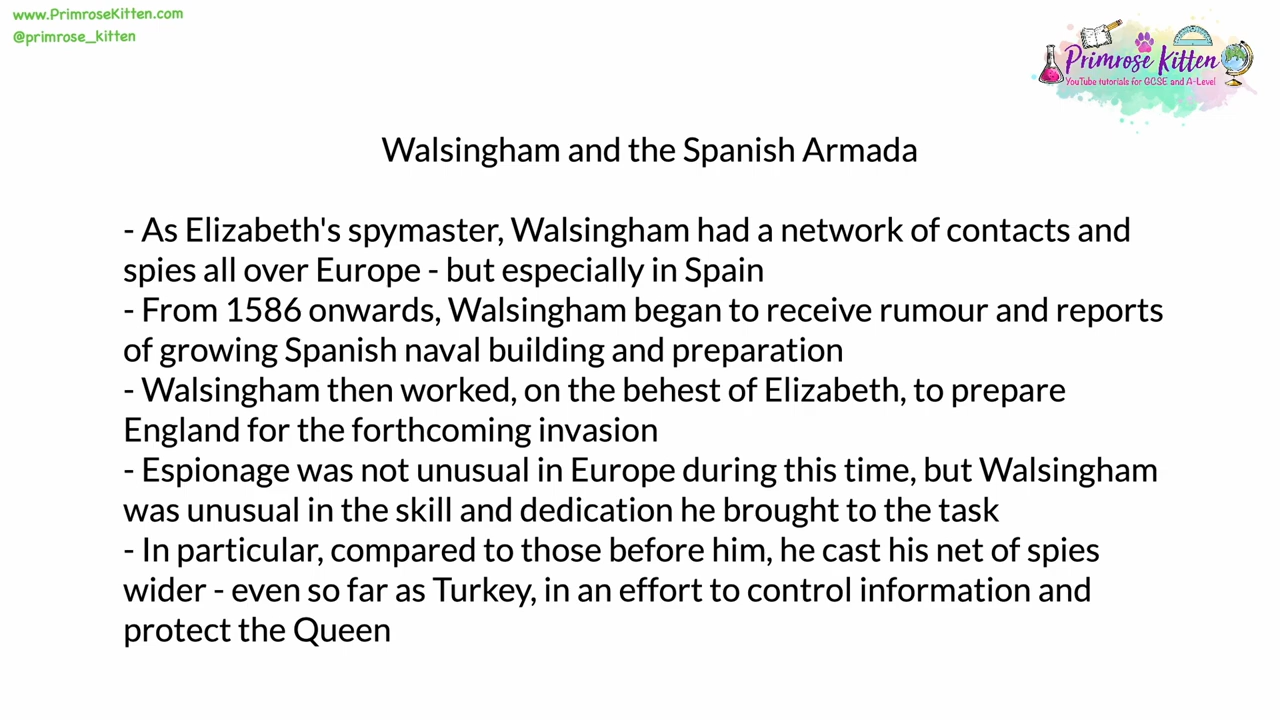 www.PrimroseKitten.com
@primrose_kitten
Primrose Kitten
YouTube tutorials for GCSE and A-Level
Walsingham and the Spanish Armada
- As Elizabeth's spymaster, Walsingham had a network of contacts and
spies all over Europe - but especially in Spain
- From 1586 onwards, Walsingham began to receive rumour and reports
of growing Spanish naval building and preparation
- Walsingham then worked, on the behest of Elizabeth, to prepare
England for the forthcoming invasion
- Espionage was not unusual in Europe during this time, but Walsingham
was unusual in the skill and dedication he brought to the task
- In particular, compared to those before him, he cast his net of spies
wider - even so far as Turkey, in an effort to control information and
protect the Queen